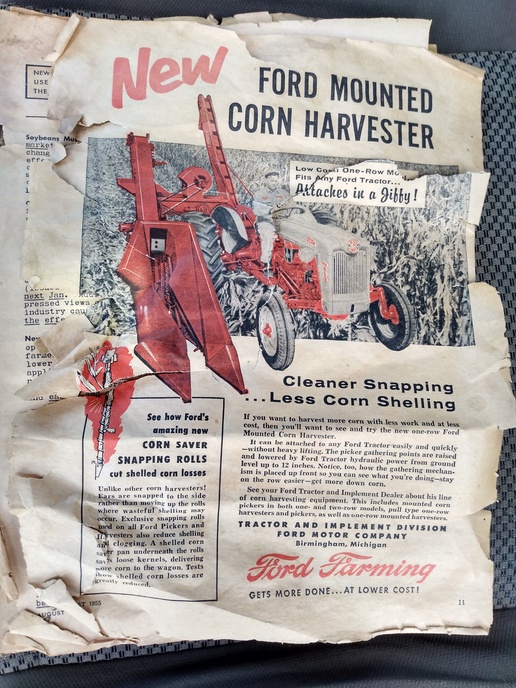 New
FORD MOUNTED
CORN HARVESTER
NEW
USE
THE
Soybeans
market
chang
effe
Low Cost One-Row
Fits Any Ford Tractor...
Attaches in a Jiffy!
next Jan.
pressed views
industry
the eff
New
farme
lower
Cleaner Snapping
...Less Corn Shelling
See how Ford's
amazing new
CORN SAVER
SNAPPING ROLLS
cut shelled corn losses
Unlike other corn harvesters!
Ears are snapped to the side
rather than moving up the rolls
where wasteful shelling may
occur. Exclusive snapping rolls
used on all Ford Pickers and
Harvesters also reduce shelling
and clogging. A shelled corn
saver pan underneath the rolls
saves loose kernels, delivering
more corn to the wagon. Tests
show shelled corn losses are
greatly reduced.
If you want to harvest more corn with less work and at less
cost, then you'll want to see and try the new one-row Ford
Mounted Corn Harvester.
It can be attached to any Ford Tractor easily and quickly
—without heavy lifting. The picker gathering points are raised
and lowered by Ford Tractor hydraulic power from ground
level up to 12 inches. Notice, too, how the gathering mechan-
ism is placed up front so you can see what you're doing—stay
on the row easier—get more down corn.
See your Ford Tractor and Implement Dealer about his line
of corn harvesting equipment. This includes mounted corn
pickers in both one- and two-row models, pull type one-row
harvesters and pickers, as well as one-row mounted harvesters.
TRACTOR AND IMPLEMENT DIVISION
FORD MOTOR COMPANY
Birmingham, Michigan
Ford Farming
GETS MORE DONE...AT LOWER COST!
1955
AUGUST
11